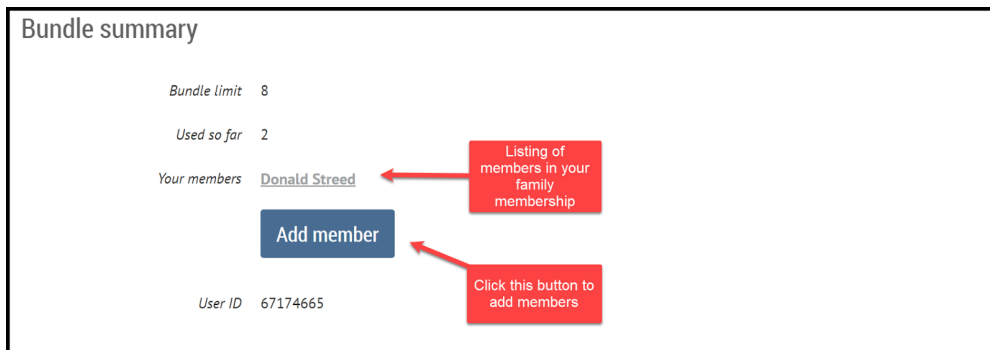 Bundle summary
Bundle limit 8
Used so far 2
Your members Donald Streed
Listing of
members in your
family
membership
Add member
Click this button to
add members
User ID 67174665